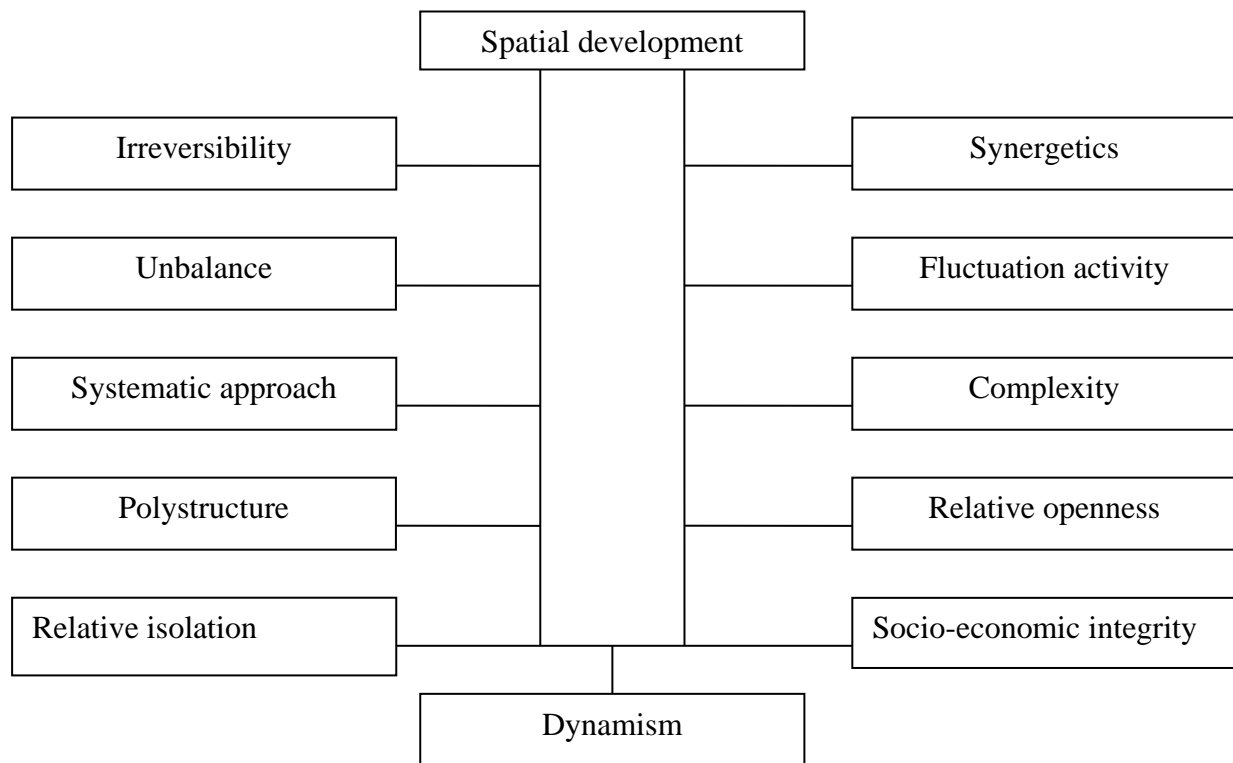 Spatial development
Irreversibility
Synergetics
Unbalance
Fluctuation activity
Systematic approach
Complexity
Polystructure
Relative openness
Relative isolation
Socio-economic integrity
Dynamism